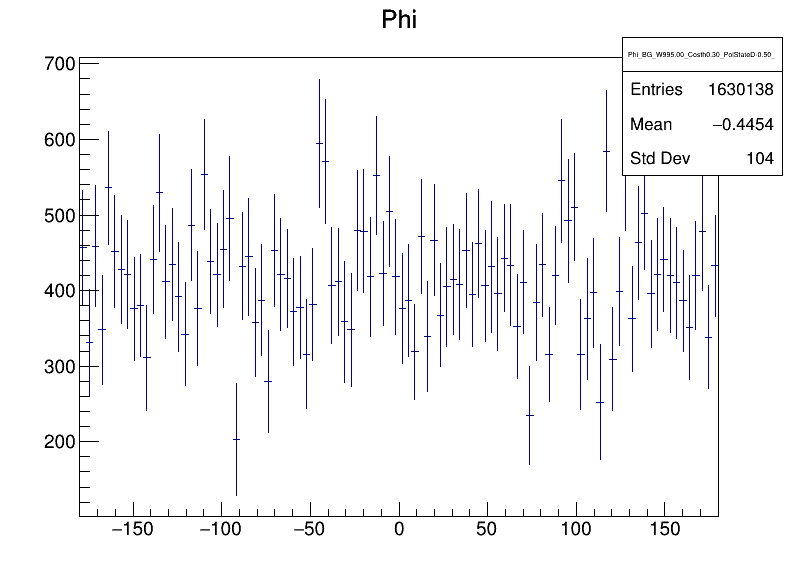 Phi
Phi_BG_W995.00_Costh0.30_PolStateD-0.50_
Entries 1630138
Mean −0.4454
Std Dev 104
700
600
500
400
300
200
−150 −100 −50 0 50 100 150